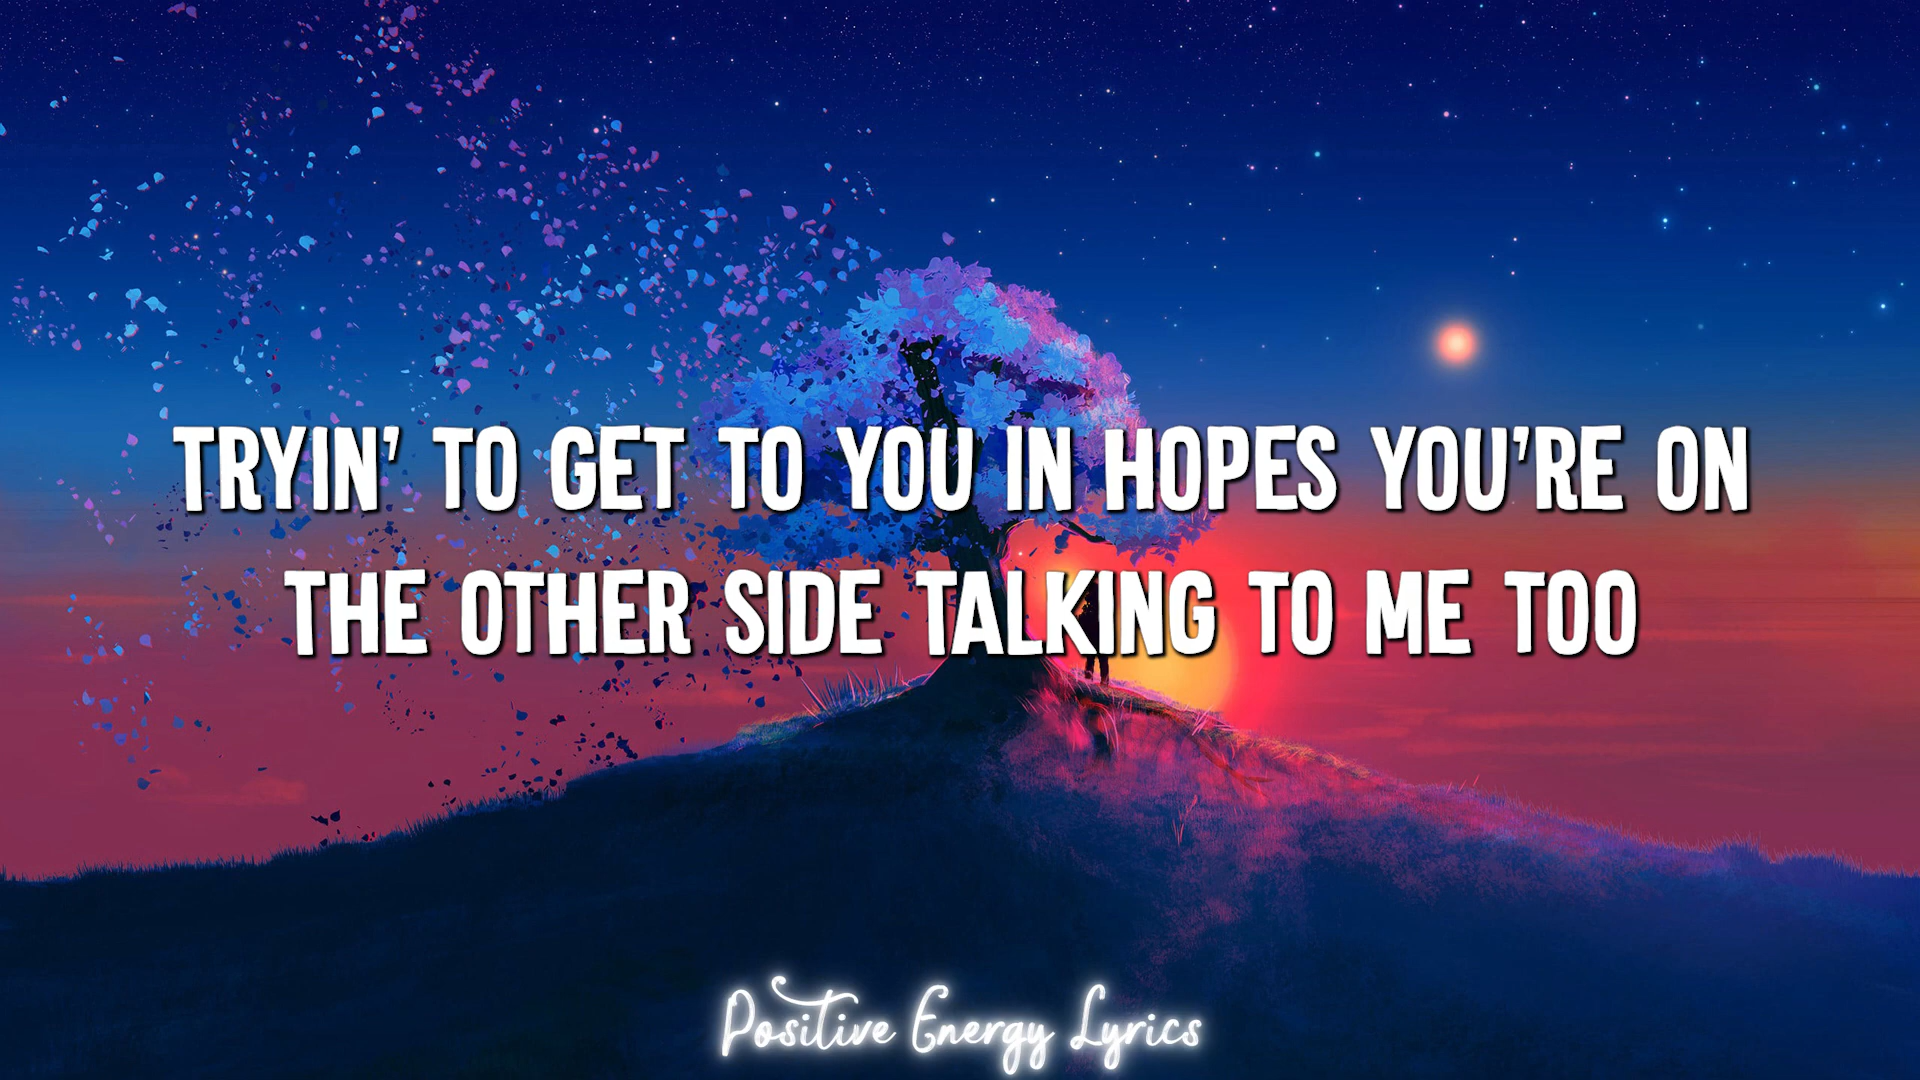 TRYIN' TO GET TO YOU IN HOPES YOU'RE ON
THE OTHER SIDE TALKING TO ME TOO
Positive Energy Lyrics